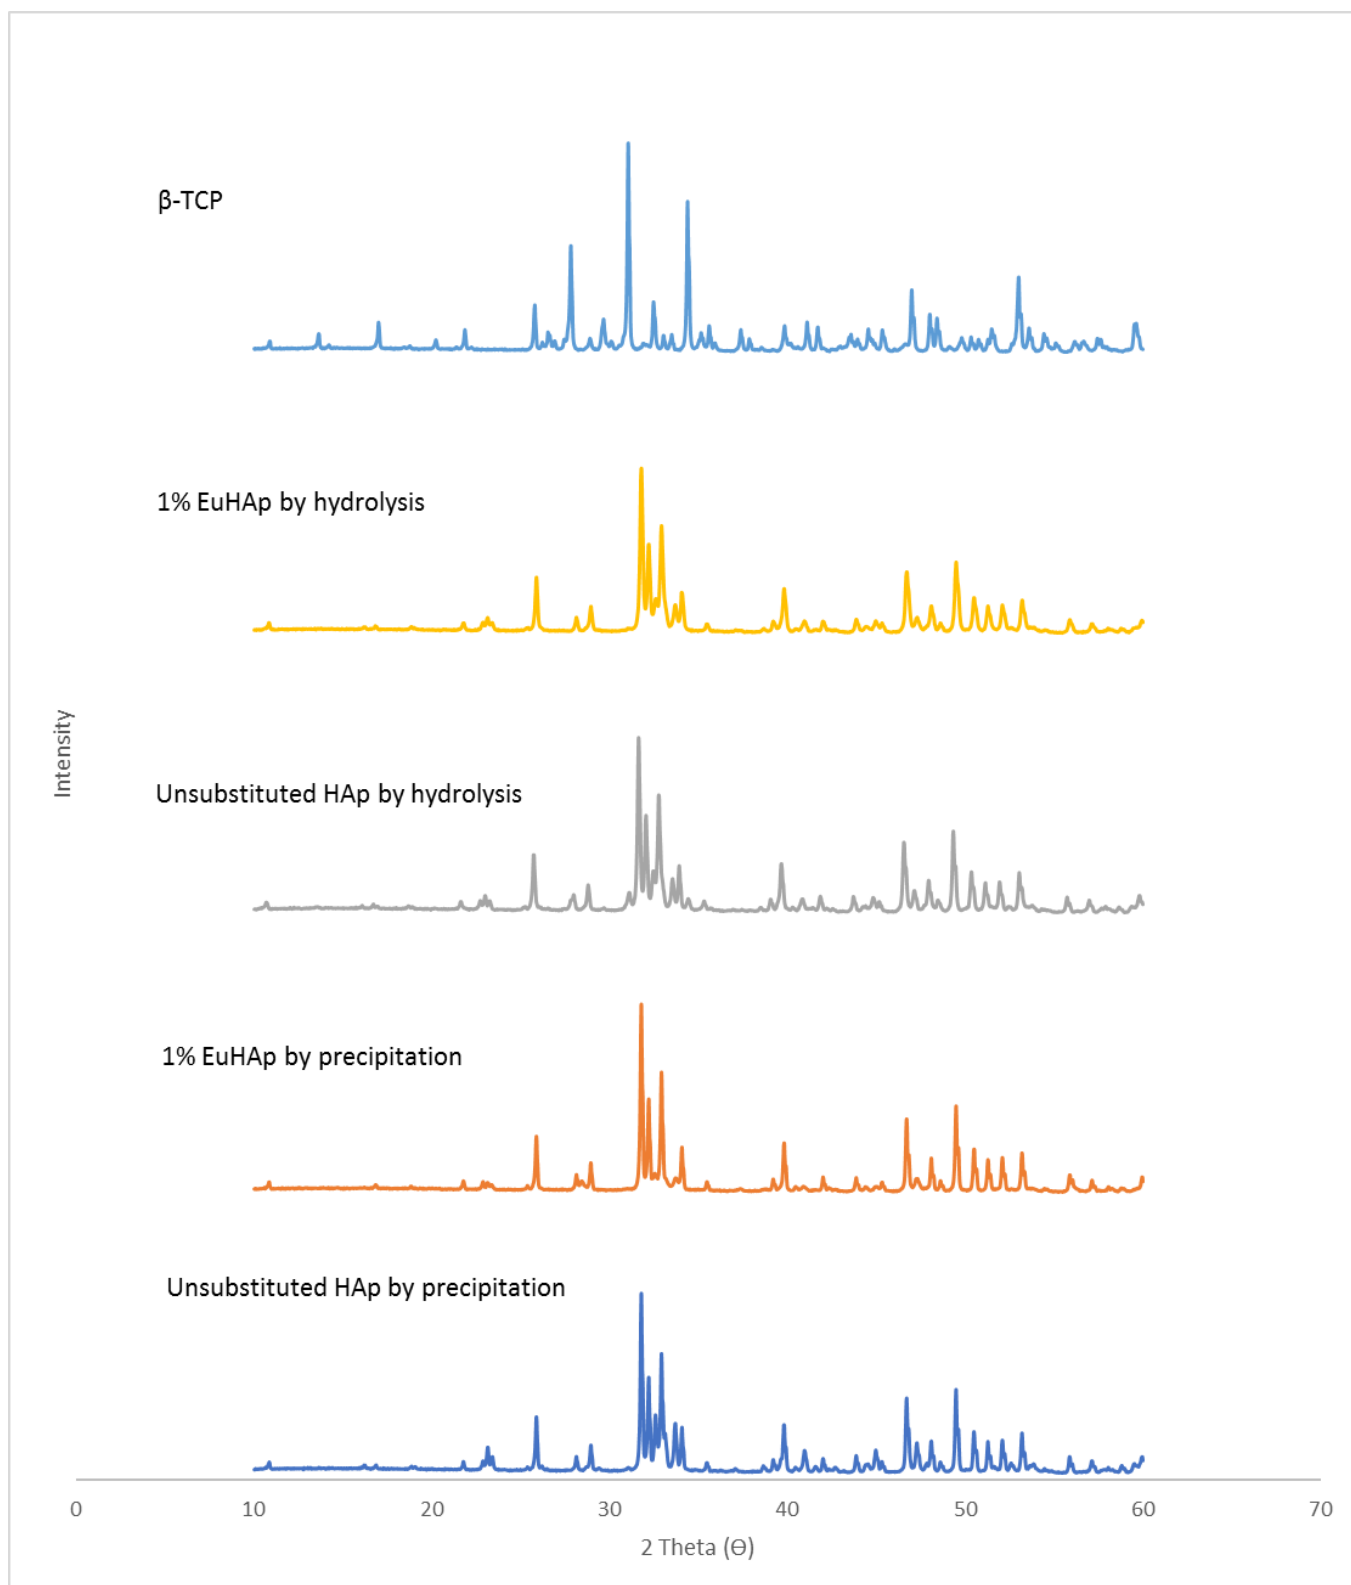 β-TCP
1% EuHAp by hydrolysis
Intensity
Unsubstituted HAp by hydrolysis
1% EuHAp by precipitation
Unsubstituted HAp by precipitation
0 10 20 30 40 50 60 70
2 Theta (Ө)